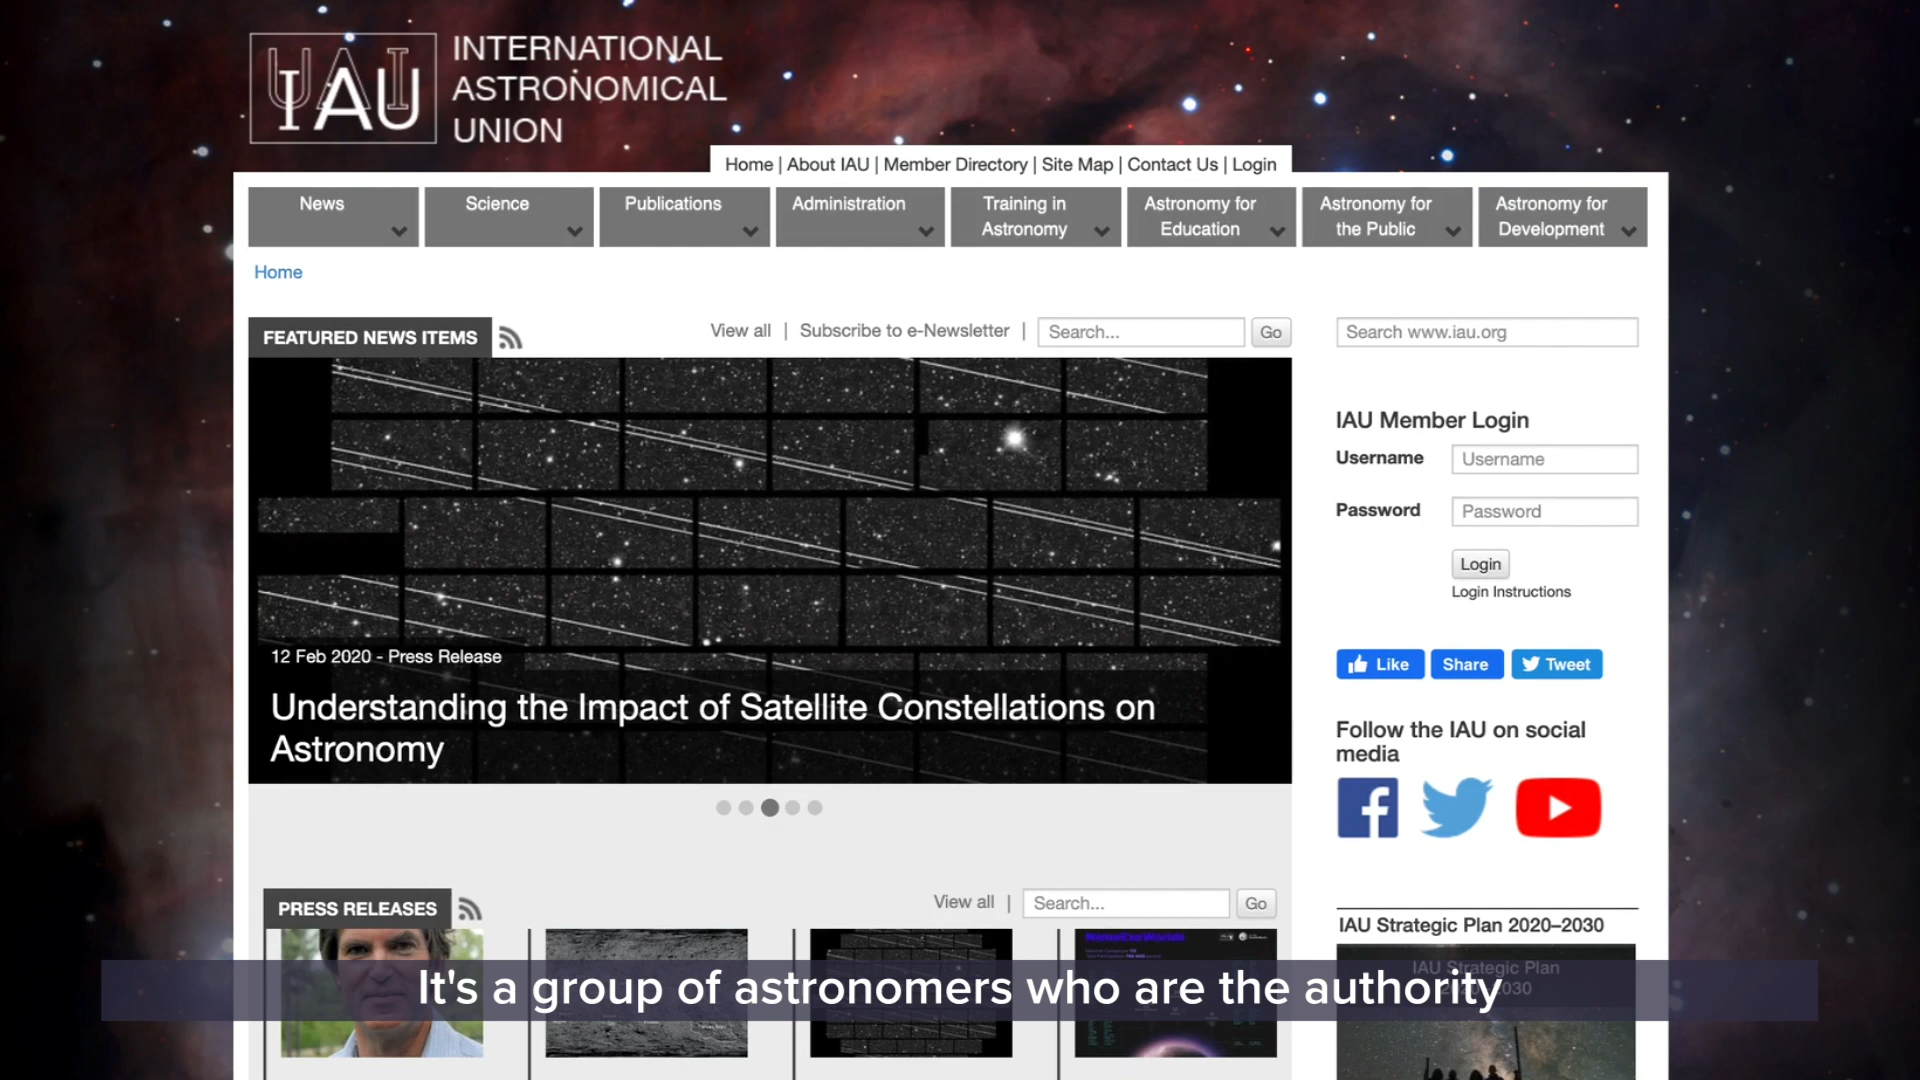 IAU
INTERNATIONAL
ASTRONOMICAL
UNION
Home | About IAU | Member Directory | Site Map | Contact Us | Login
News
Science
Publications
Administration
Training in
Astronomy
Astronomy for
Education
Astronomy for
the Public
Astronomy for
Development
Home
FEATURED NEWS ITEMS
View all | Subscribe to e-Newsletter |
Search...
Go
Search www.iau.org
12 Feb 2020 - Press Release
Understanding the Impact of Satellite Constellations on
Astronomy
IAU Member Login
Username
Username
Password
Password
Login
Login Instructions
Like
Share
Tweet
Follow the IAU on social
media
PRESS RELEASES
View all |
Search...
Go
IAU Strategic Plan 2020–2030
IAU Strategic Plan
It's a group of astronomers who are the authority